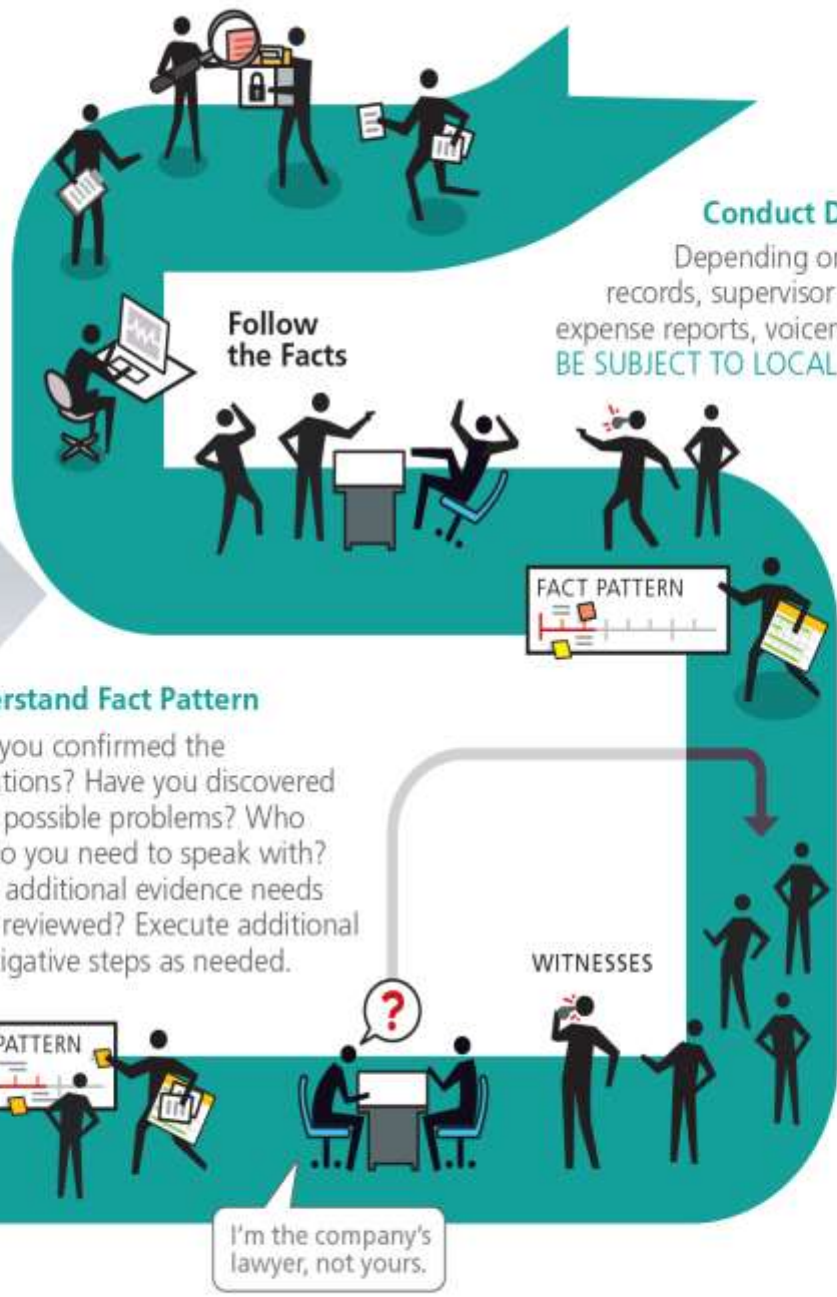 Conduct D
Depending or
records, supervisor
expense reports, voicer
BE SUBJECT TO LOCAL
Follow
the Facts
FACT PATTERN
erstand Fact Pattern
you confirmed the
tions? Have you discovered
possible problems? Who
o you need to speak with?
additional evidence needs
reviewed? Execute additional
igative steps as needed.
WITNESSES
PATTERN
?
I'm the company's
lawyer, not yours.